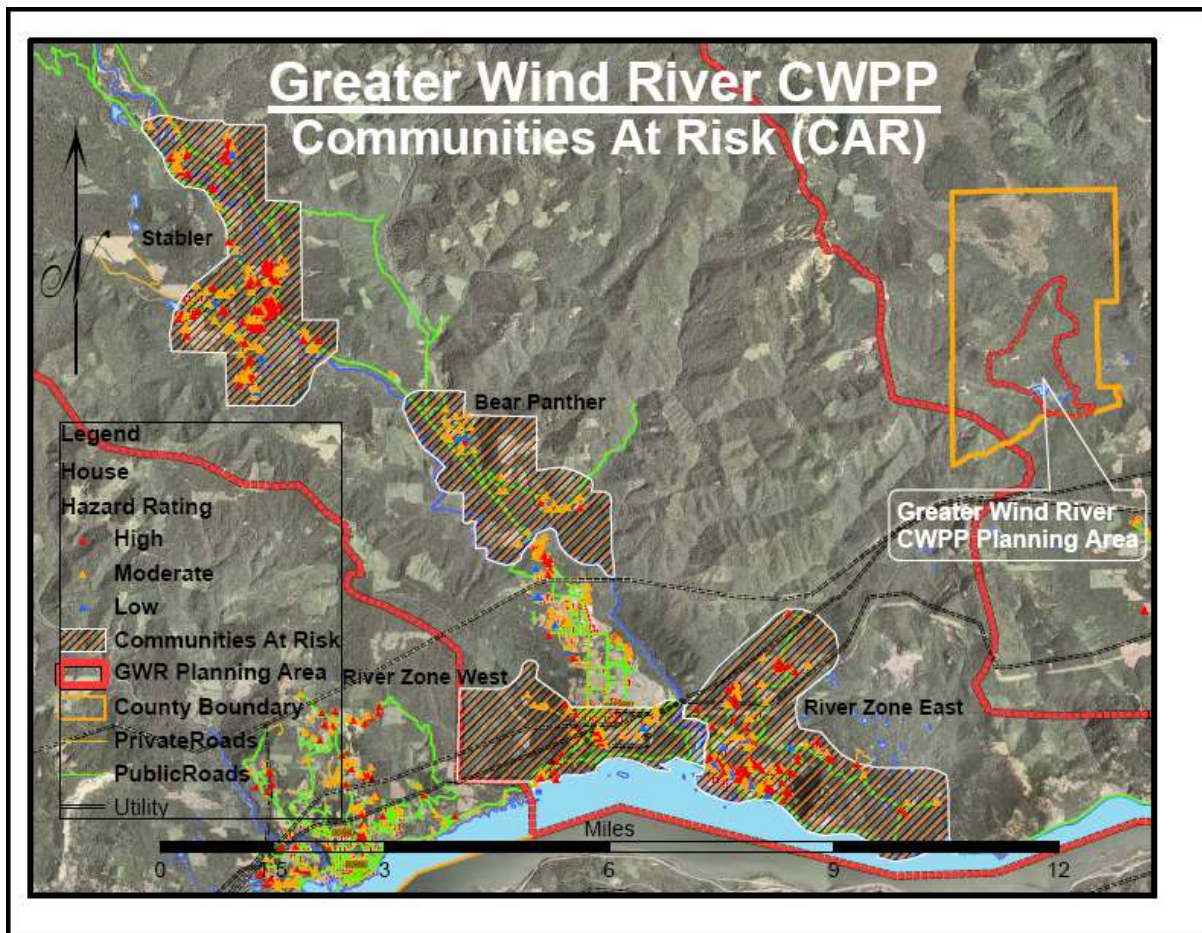 Greater Wind River CWPP
Communities At Risk (CAR)
Stabler
Bear Panther
Legend
House
Hazard Rating
High
Moderate
Low
Communities At Risk
GWR Planning Area
County Boundary
PrivateRoads
PublicRoads
Utility
Greater Wind River
CWPP Planning Area
River Zone West
River Zone East
Miles
0 1.5 3 6 9 12